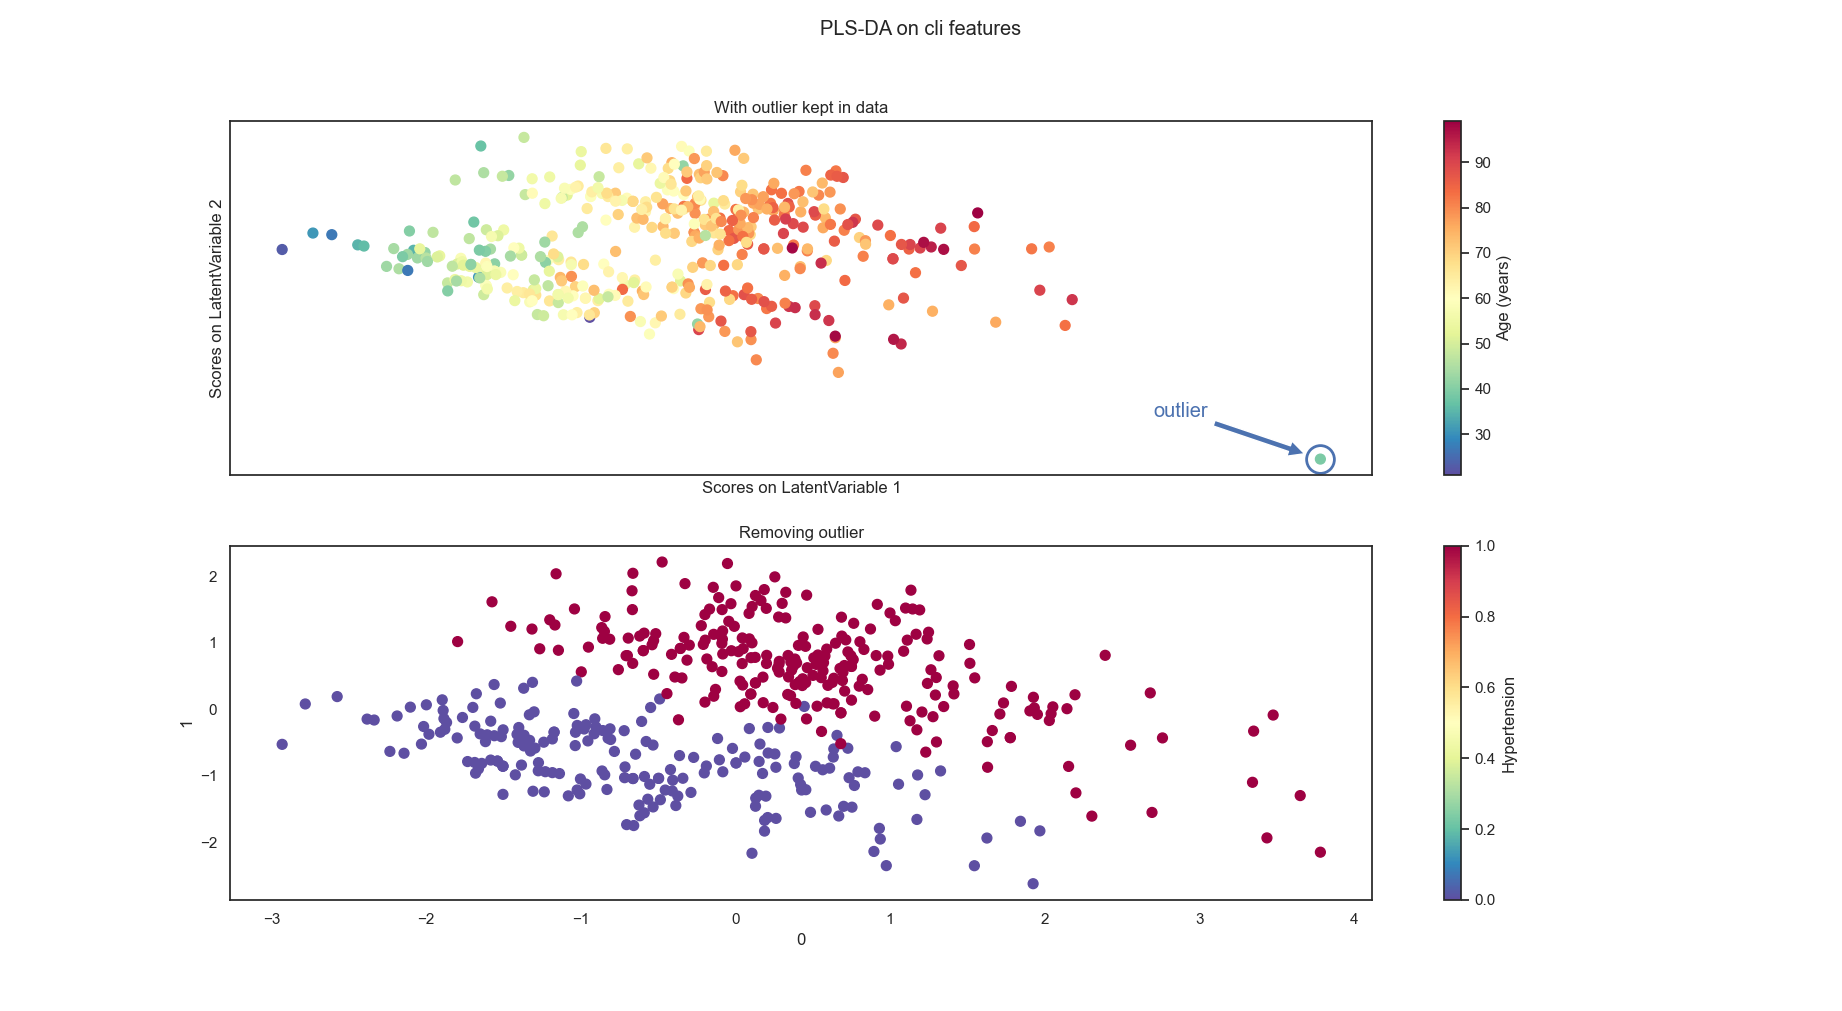 PLS-DA on cli features
With outlier kept in data
Scores on LatentVariable 2
outlier
Scores on LatentVariable 1
90
80
70
60
50
40
30
Age (years)
Removing outlier
2
1
0
−1
−2
1
−3 −2 −1 0 1 2 3 4
0
1.0
0.8
0.6
0.4
0.2
0.0
Hypertension